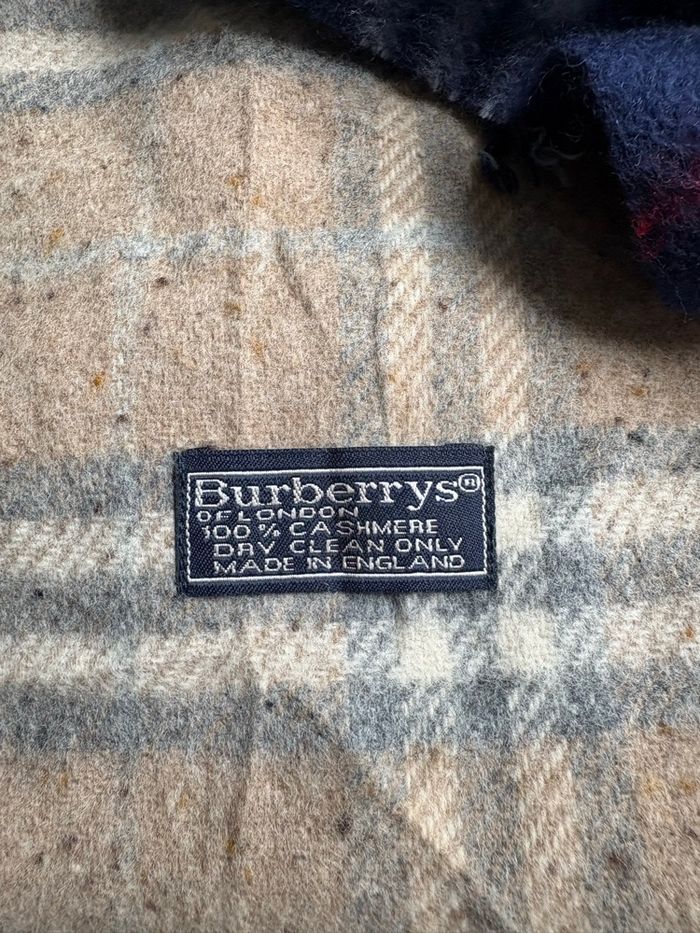 Burberrys®
OF LONDON
100% CASHMERE
DRY CLEAN ONLY
MADE IN ENGLAND